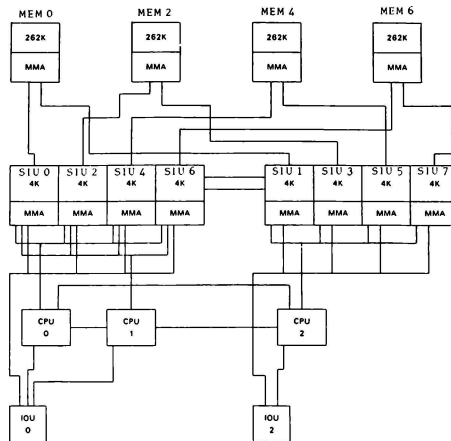 MEM 0 MEM 2 MEM 4 MEM 6
262K 262K 262K 262K
MMA MMA MMA MMA
SIU 0 SIU 2 SIU 4 SIU 6 SIU 1 SIU 3 SIU 5 SIU 7
4K 4K 4K 4K 4K 4K 4K 4K
MMA MMA MMA MMA MMA MMA MMA MMA
CPU CPU CPU
0 1 2
IOU IOU
0 2